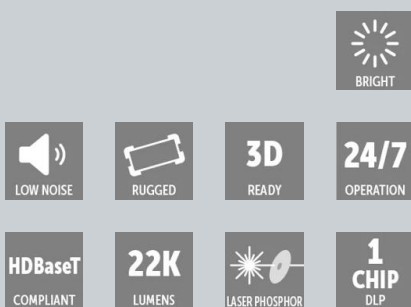 BRIGHT
LOW NOISE
RUGGED
3D
READY
24/7
OPERATION
HDBaseT
COMPLIANT
22K
LUMENS
LASER PHOSPHOR
1
CHIP
DLP